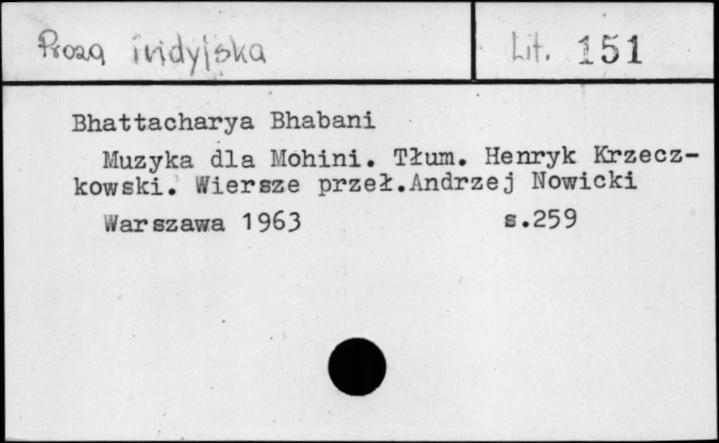 Proza indyjska
Lit. 151
Bhattacharya Bhabani
Muzyka dla Mohini. Tłum. Henryk Krzecz-
kowski. Wiersze przeł.Andrzej Nowicki
Warszawa 1963 s.259